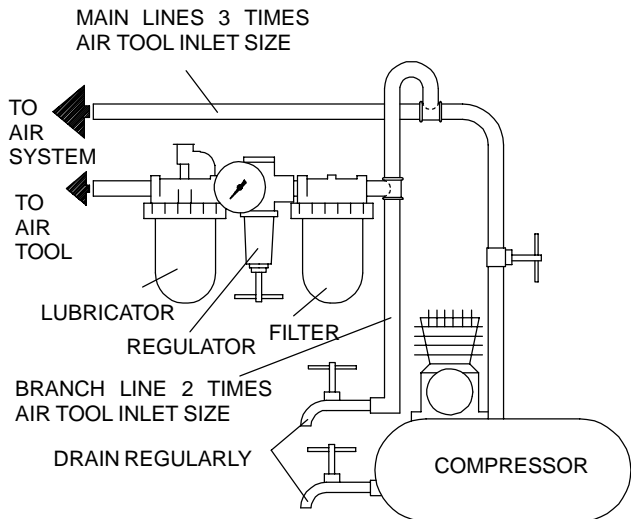 MAIN LINES 3 TIMES
AIR TOOL INLET SIZE
TO
AIR
SYSTEM
TO
AIR
TOOL
LUBRICATOR
REGULATOR
FILTER
BRANCH LINE 2 TIMES
AIR TOOL INLET SIZE
DRAIN REGULARLY
COMPRESSOR